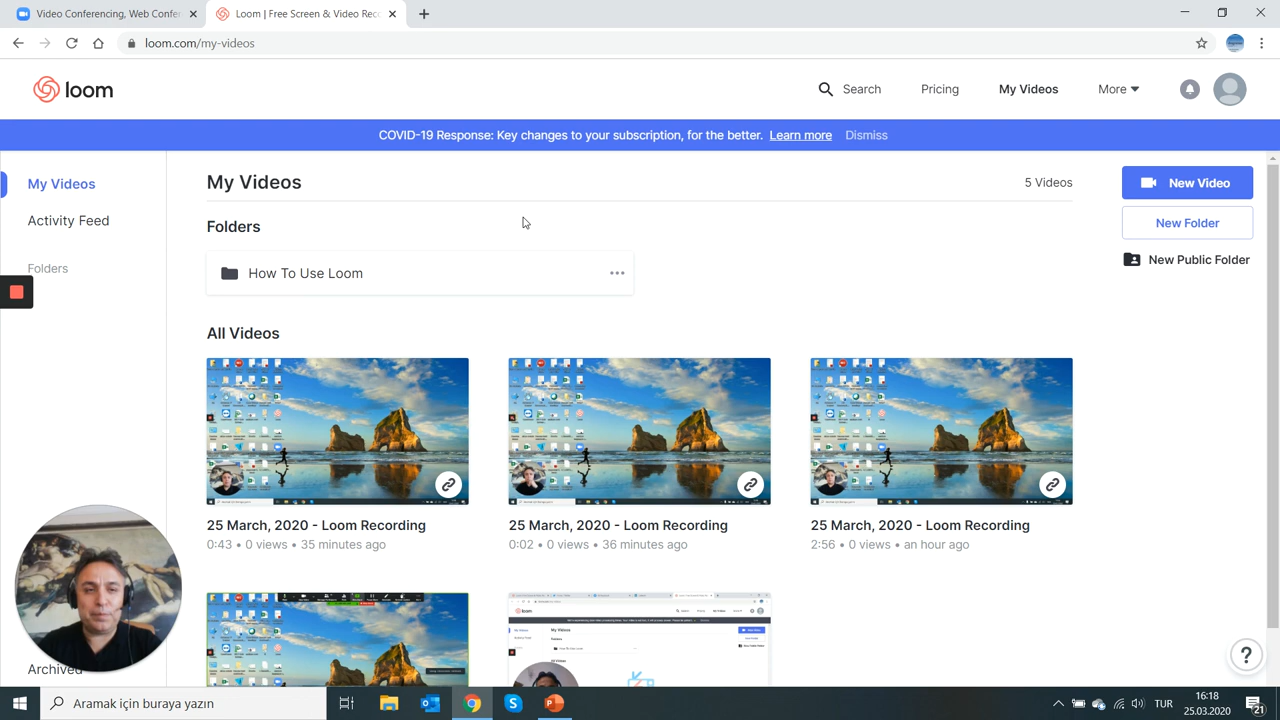 Video Conferencing, Web Confer
Loom | Free Screen & Video Rec
loom.com/my-videos
loom
Search
Pricing
My Videos
More
COVID-19 Response: Key changes to your subscription, for the better. Learn more Dismiss
My Videos
Activity Feed
Folders
My Videos
5 Videos
Folders
How To Use Loom
New Video
New Folder
New Public Folder
All Videos
25 March, 2020 - Loom Recording
0:43 • 0 views • 35 minutes ago
25 March, 2020 - Loom Recording
0:02 • 0 views • 36 minutes ago
25 March, 2020 - Loom Recording
2:56 • 0 views • an hour ago
loom
My Videos
Archived
?
Aramak için buraya yazın
TUR
16:18
25.03.2020
21